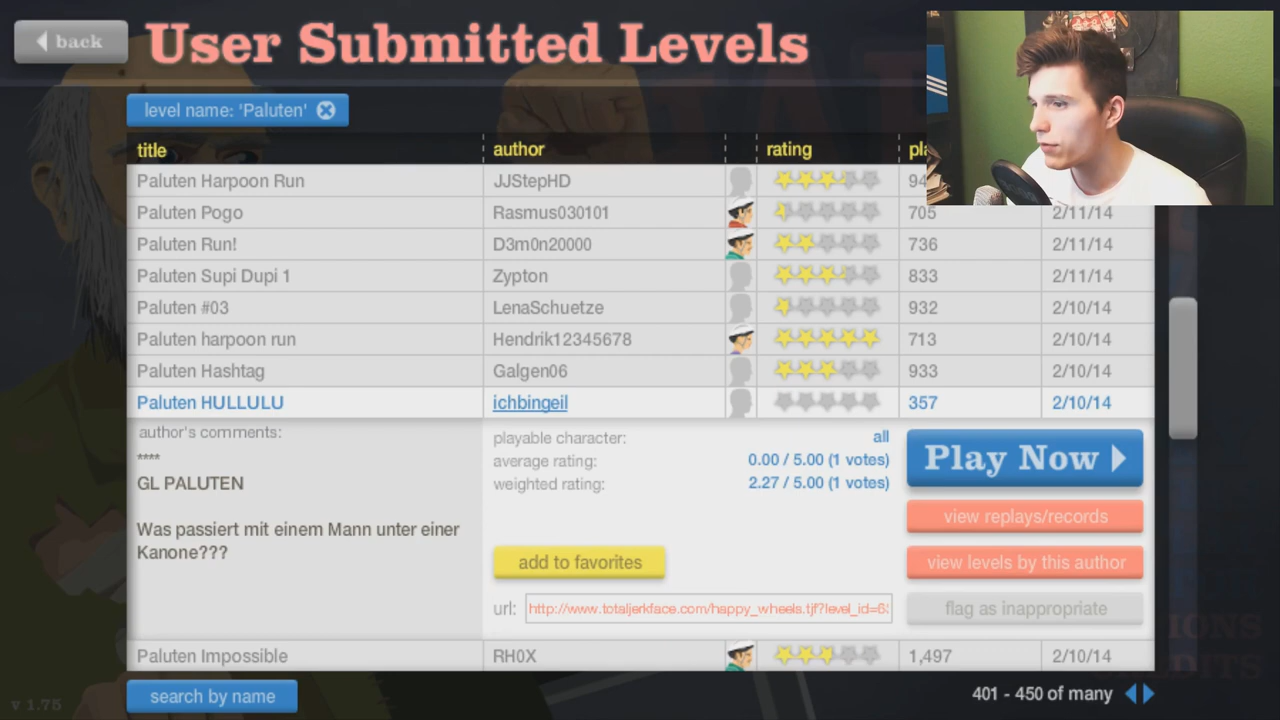 back
User Submitted Levels
level name: 'Paluten'
title author rating
Paluten Harpoon Run JJStepHD
Paluten Pogo Rasmus030101 705 2/11/14
Paluten Run! D3m0n20000 736 2/11/14
Paluten Supi Dupi 1 Zypton 833 2/11/14
Paluten #03 LenaSchuetze 932 2/10/14
Paluten harpoon run Hendrik12345678 713 2/10/14
Paluten Hashtag Galgen06 933 2/10/14
Paluten HULLULU ichbingeil 357 2/10/14
author's comments:
****
GL PALUTEN
Was passiert mit einem Mann unter einer
Kanone???
playable character: all
average rating: 0.00 / 5.00 (1 votes)
weighted rating: 2.27 / 5.00 (1 votes)
add to favorites
url: http://www.totaljerkface.com/happy_wheels.tjf?level_id=6
Play Now
view replays/records
view levels by this author
flag as inappropriate
Paluten Impossible RH0X 1,497 2/10/14
search by name
401 - 450 of many
v 1.75